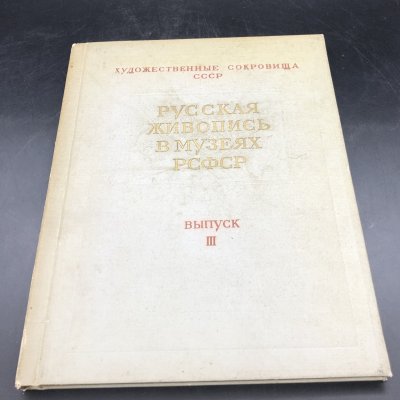 ХУДОЖЕСТВЕННЫЕ СОКРОВИЩА
СССР
РУССКАЯ
ЖИВОПИСЬ
В МУЗЕЯХ
РСФСР
ВЫПУСК
III